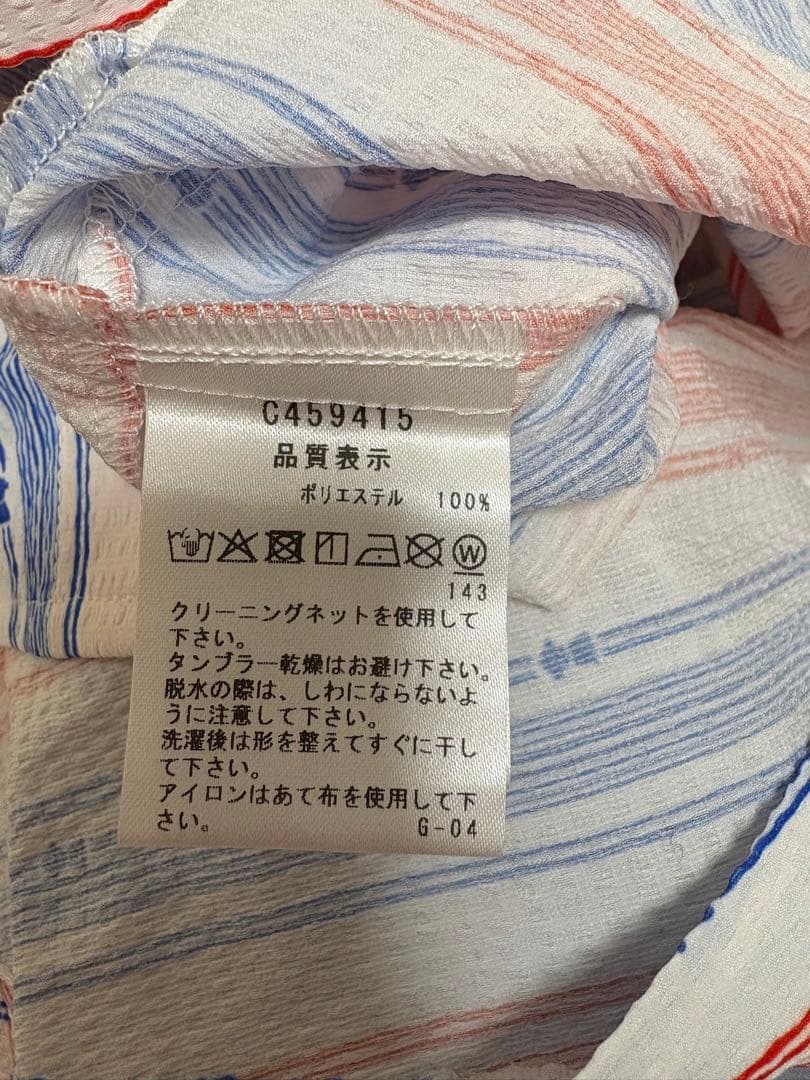 C459415
品質表示
ポリエステル 100%
W
143
クリーニングネットを使用して
下さい。
タンブラー乾燥はお避け下さい。
脱水の際は、しわにならないよ
うに注意して下さい。
洗濯後は形を整えてすぐに干し
て下さい。
アイロンはあて布を使用して下
さい。 G-04